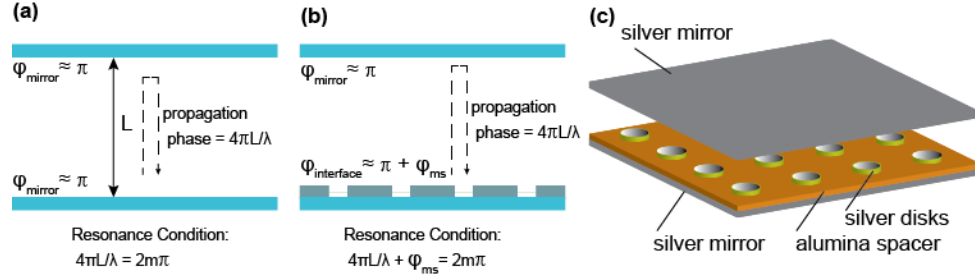 (a)
φmirror ≈ π
L
propagation
phase = 4πL/λ
φmirror ≈ π
Resonance Condition:
4πL/λ = 2mπ
(b)
φmirror ≈ π
propagation
phase = 4πL/λ
φinterface ≈ π + φms
Resonance Condition:
4πL/λ + φms = 2mπ
(c)
silver mirror
silver disks
silver mirror
alumina spacer